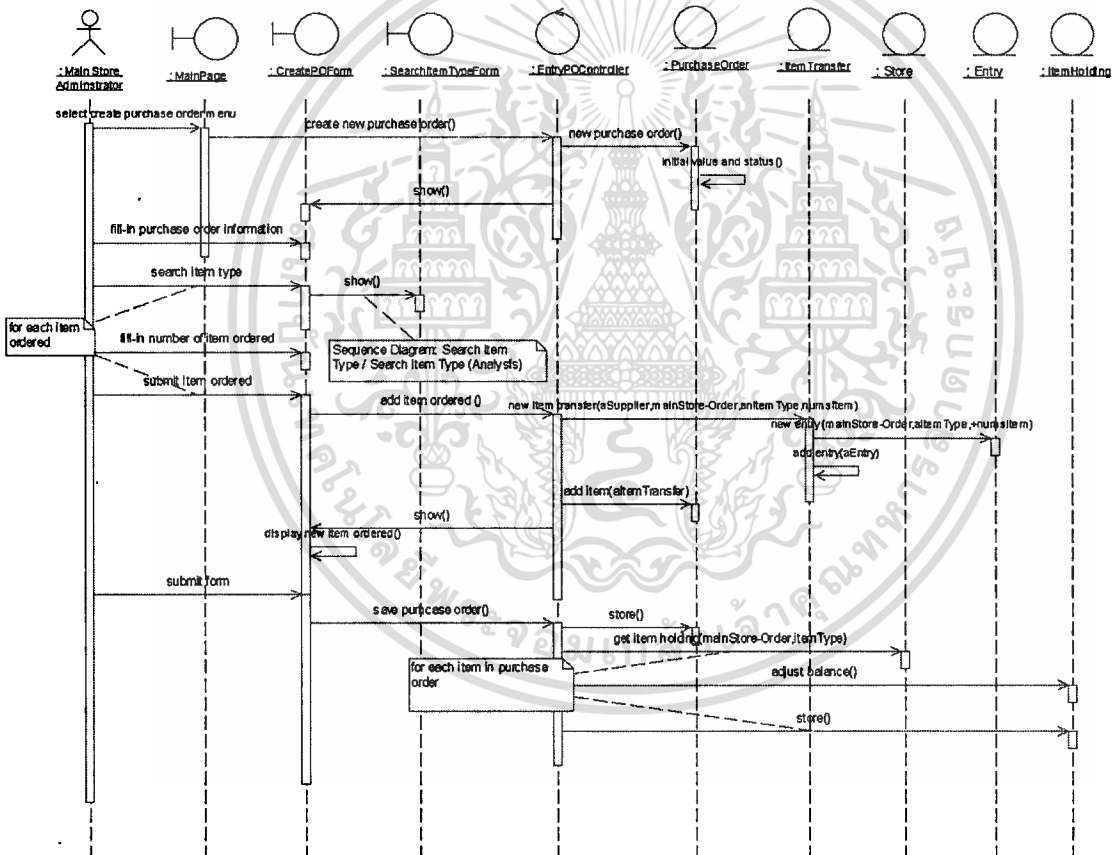 : Main Store
Adminstrator
: MainPage
: CreatePOForm
: SearchItemTypeForm
: EntryPOController
: PurchaseOrder
: ItemTransfer
: Store
: Entry
: ItemHolding
select create purchase order menu
create new purchase order()
new purchase order()
initial value and status()
show()
fill-in purchase order information
search item type
show()
for each item
ordered
fill-in number of item ordered
Sequence Diagram: Search Item
Type / Search Item Type (Analysis)
submit item ordered
add item ordered ()
new item transfer(aSupplier,mainStore-Order,anItemType,numsItem)
new entry(mainStore-Order,aItemType,+numsItem)
add entry(aEntry)
add item(aItemTransfer)
show()
display new item ordered()
submit form
save purcase order()
store()
get item holding(mainStore-Order,itemType)
for each item in purchase
order
adjust balance()
store()